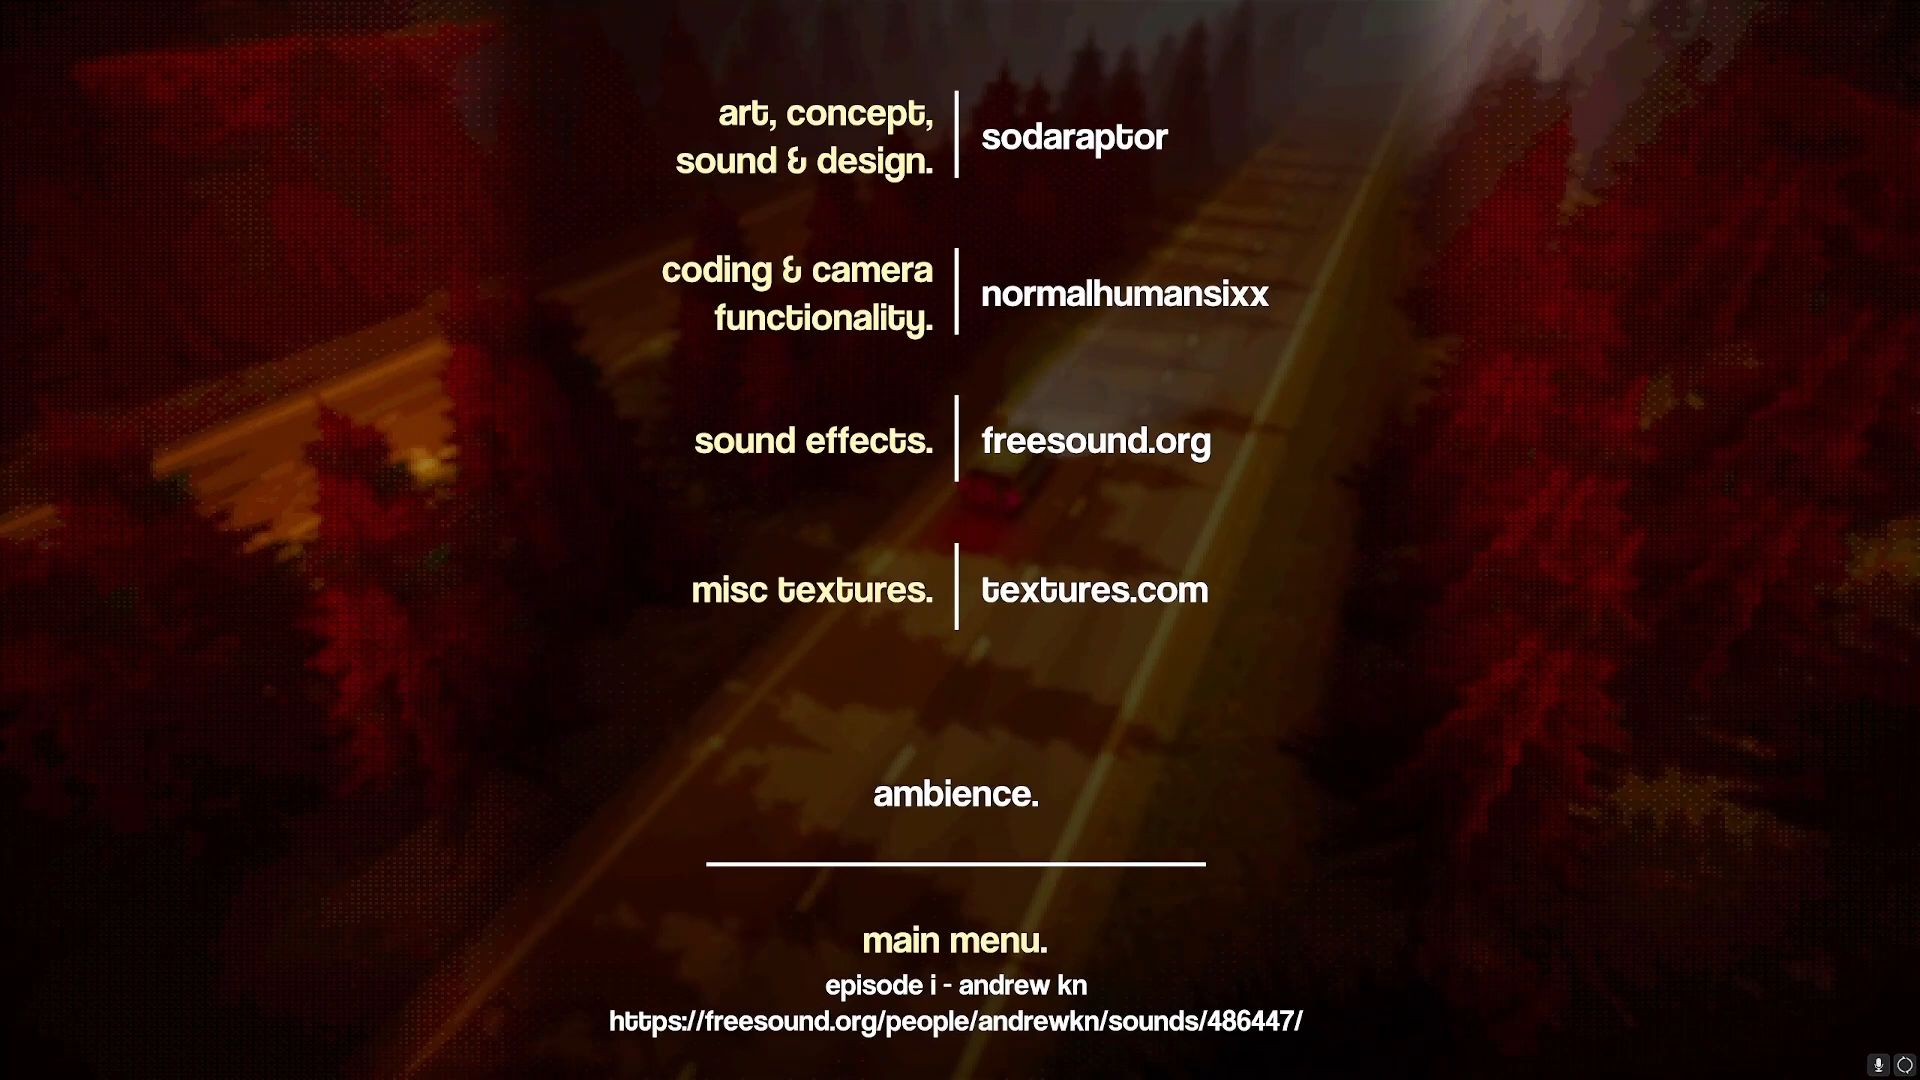 art, concept,
sound & design.
sodaraptor
coding & camera
functionality.
normalhumansixx
sound effects.
freesound.org
misc textures.
textures.com
ambience.
main menu.
episode i - andrew kn
https://freesound.org/people/andrewkn/sounds/486447/